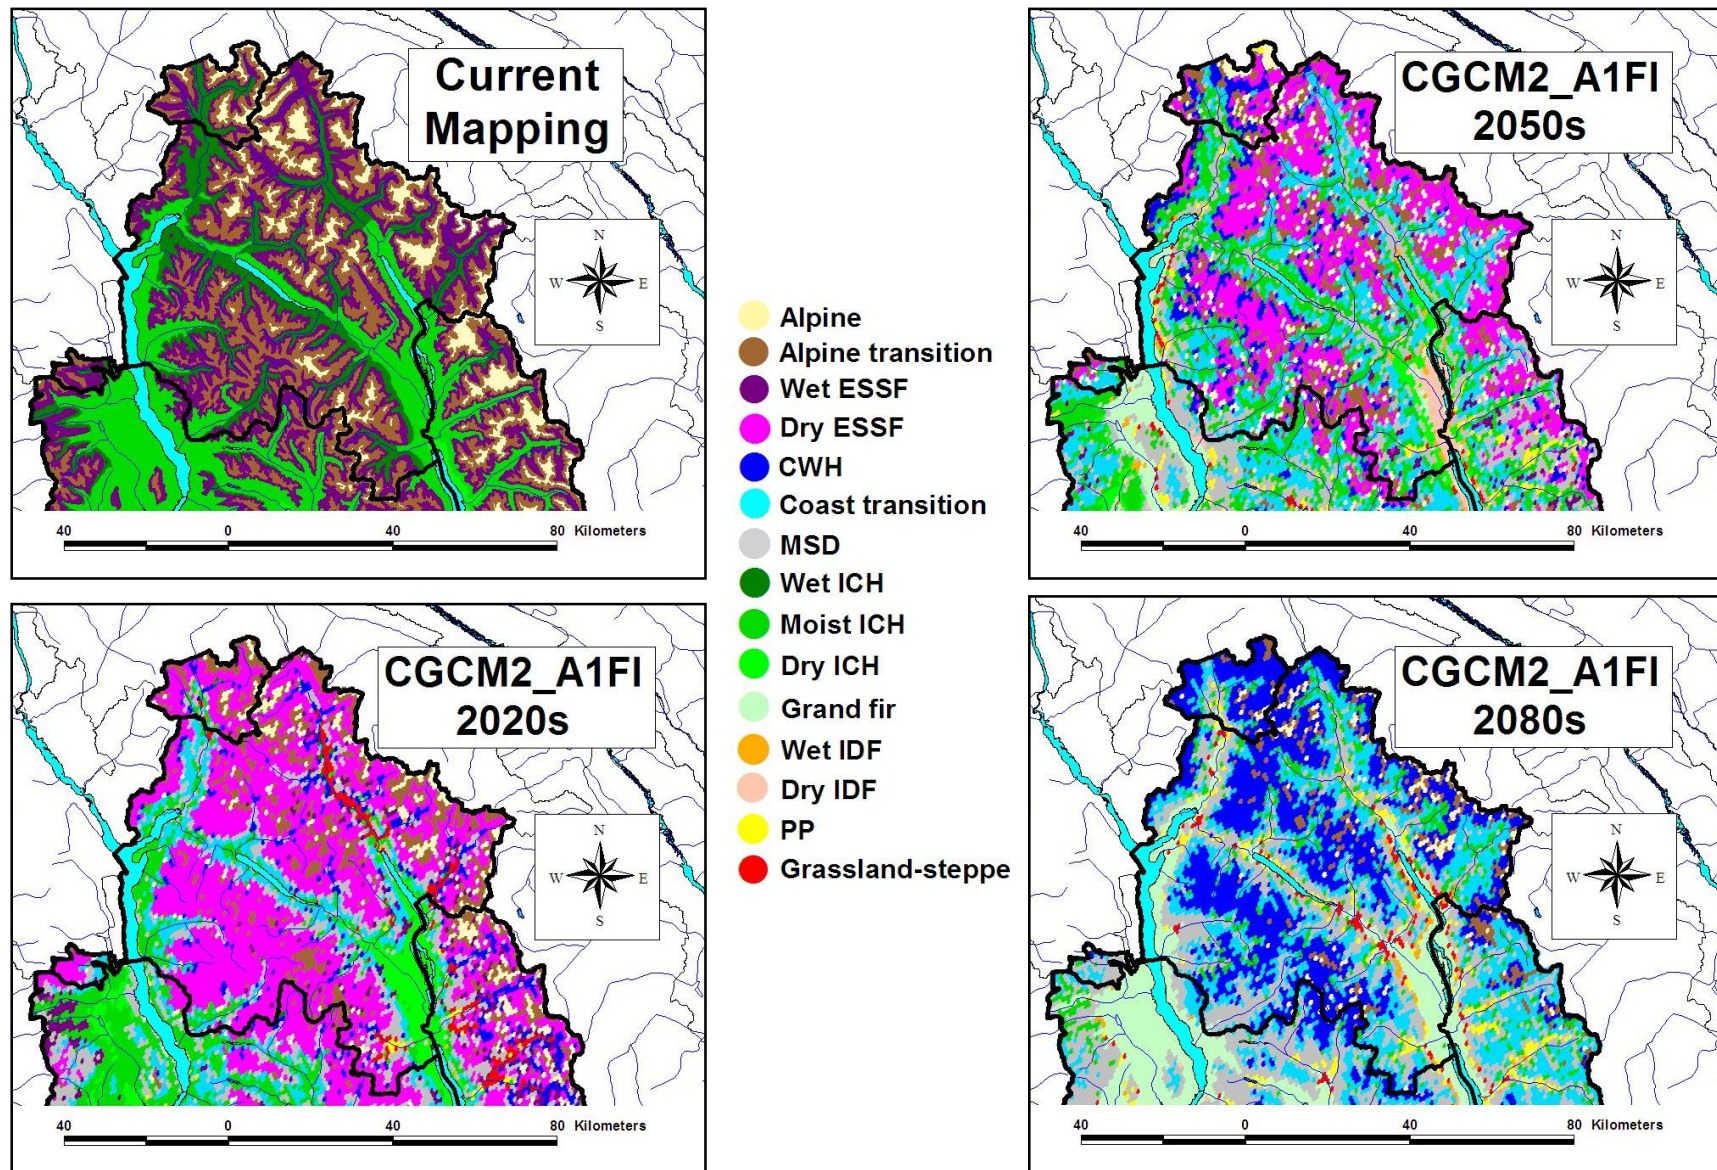 Current
Mapping
N
W E
S
40 0 40 80 Kilometers
CGCM2_A1FI
2050s
N
W E
S
40 0 40 80 Kilometers
Alpine
Alpine transition
Wet ESSF
Dry ESSF
CWH
Coast transition
MSD
Wet ICH
Moist ICH
Dry ICH
Grand fir
Wet IDF
Dry IDF
PP
Grassland-steppe
CGCM2_A1FI
2020s
N
W E
S
40 0 40 80 Kilometers
CGCM2_A1FI
2080s
N
W E
S
40 0 40 80 Kilometers